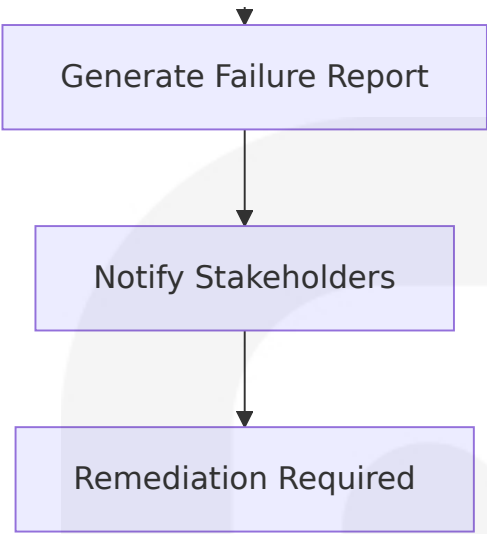 Generate Failure Report
Notify Stakeholders
Remediation Required